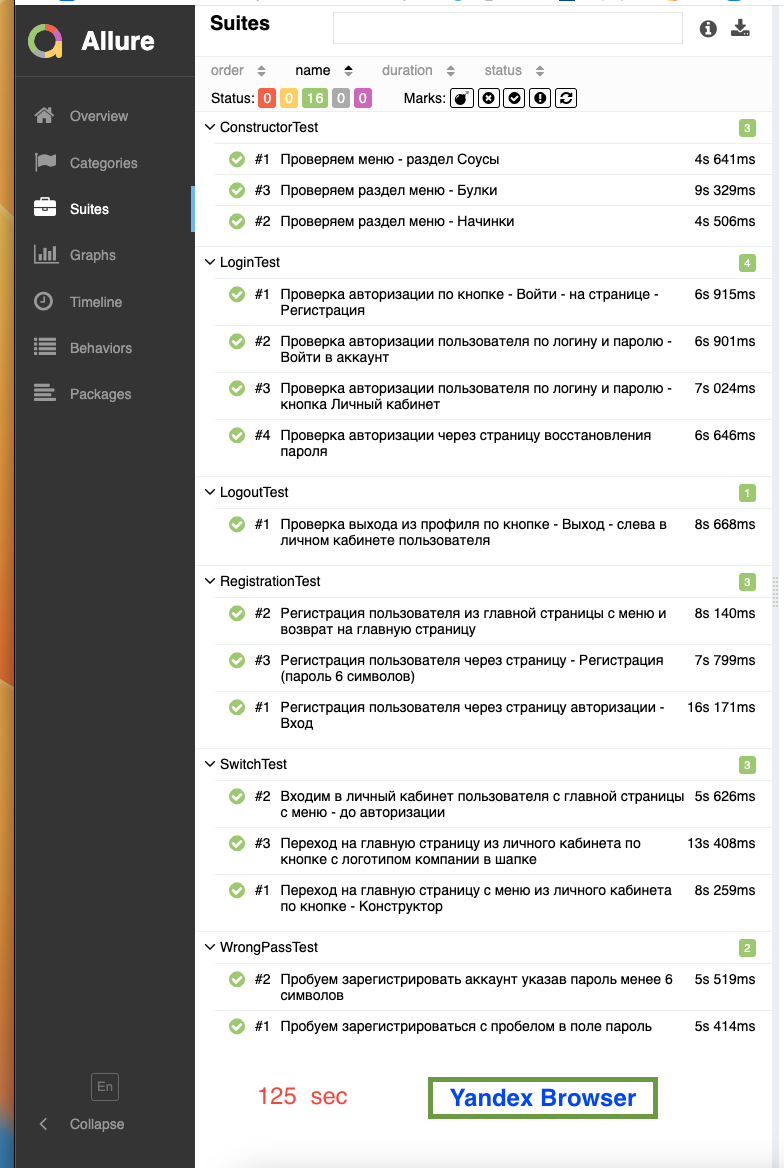 Allure
Overview
Categories
Suites
Graphs
Timeline
Behaviors
Packages
En
Collapse
Suites
order name duration status
Status: 0 0 16 0 0 Marks:
ConstructorTest 3
#1 Проверяем меню - раздел Соусы 4s 641ms
#3 Проверяем раздел меню - Булки 9s 329ms
#2 Проверяем раздел меню - Начинки 4s 506ms
LoginTest 4
#1 Проверка авторизации по кнопке - Войти - на странице - 6s 915ms
Регистрация
#2 Проверка авторизации пользователя по логину и паролю - 6s 901ms
Войти в аккаунт
#3 Проверка авторизации пользователя по логину и паролю - 7s 024ms
кнопка Личный кабинет
#4 Проверка авторизации через страницу восстановления 6s 646ms
пароля
LogoutTest 1
#1 Проверка выхода из профиля по кнопке - Выход - слева в 8s 668ms
личном кабинете пользователя
RegistrationTest 3
#2 Регистрация пользователя из главной страницы с меню и 8s 140ms
возврат на главную страницу
#3 Регистрация пользователя через страницу - Регистрация 7s 799ms
(пароль 6 символов)
#1 Регистрация пользователя через страницу авторизации - 16s 171ms
Вход
SwitchTest 3
#2 Входим в личный кабинет пользователя с главной страницы 5s 626ms
с меню - до авторизации
#3 Переход на главную страницу из личного кабинета по 13s 408ms
кнопке с логотипом компании в шапке
#1 Переход на главную страницу с меню из личного кабинета 8s 259ms
по кнопке - Конструктор
WrongPassTest 2
#2 Пробуем зарегистрировать аккаунт указав пароль менее 6 5s 519ms
символов
#1 Пробуем зарегистрироваться с пробелом в поле пароль 5s 414ms
125 sec
Yandex Browser